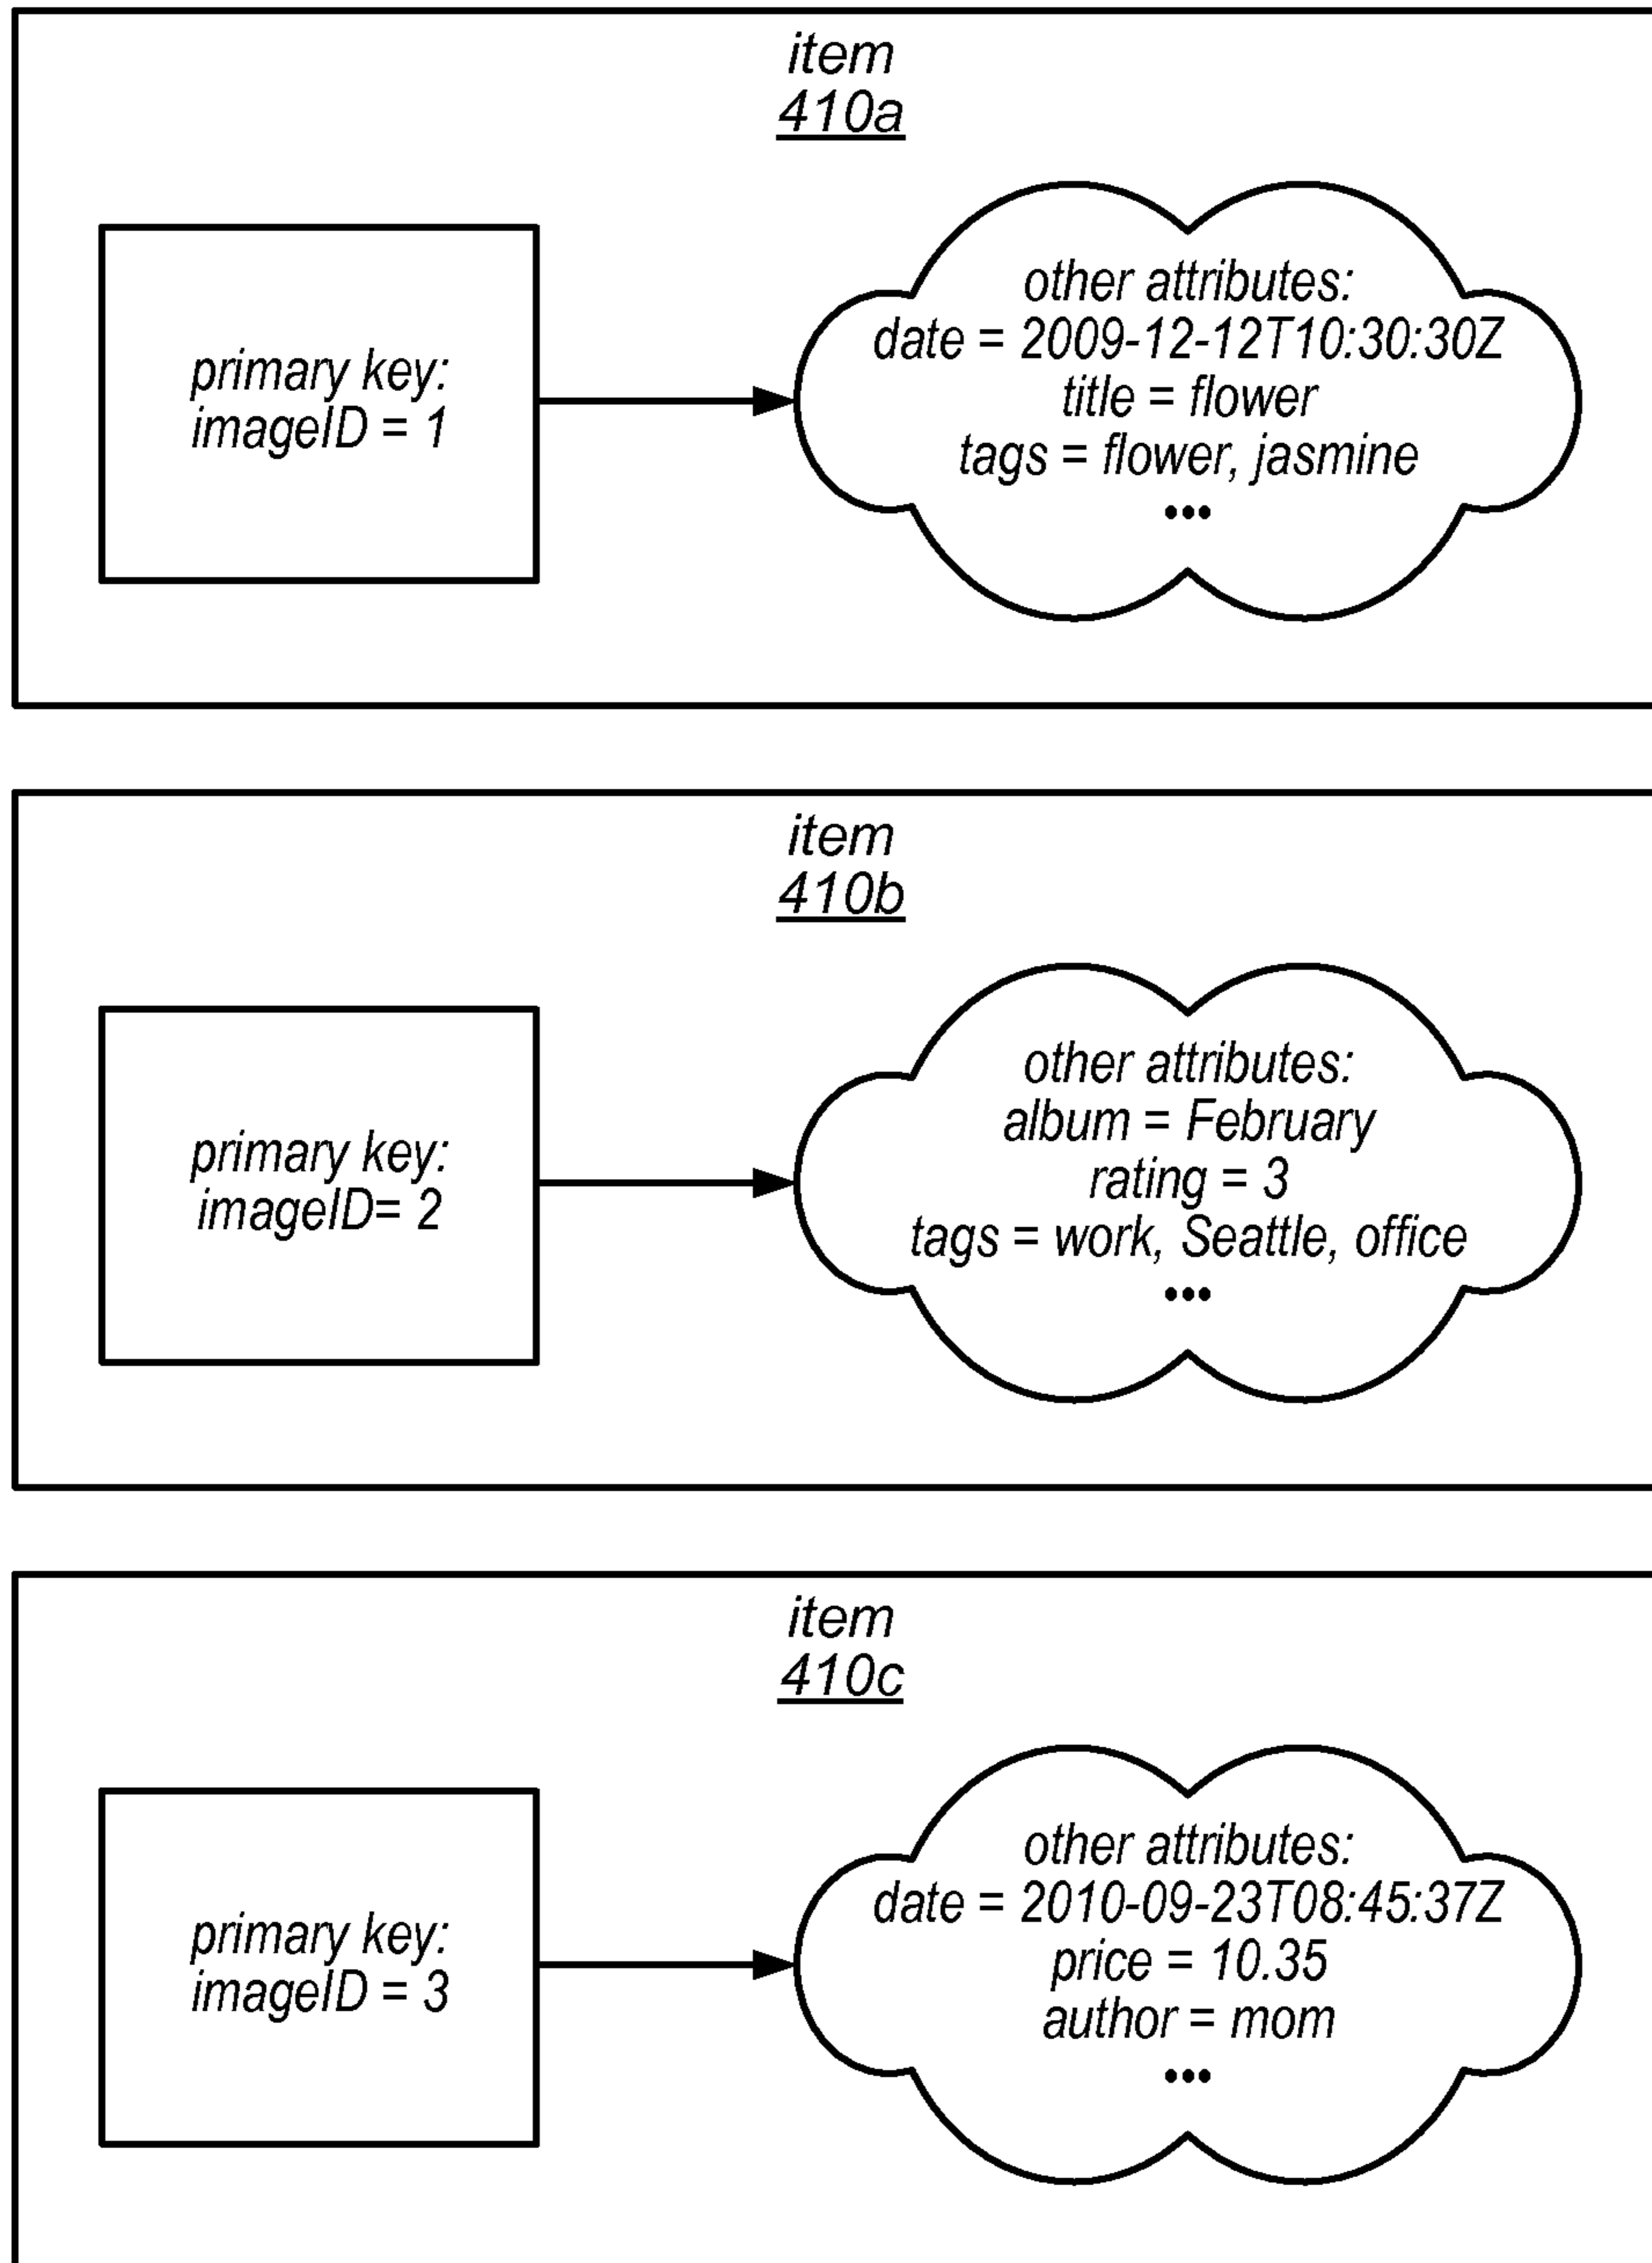 item
410a
primary key:
imageID = 1
other attributes:
date = 2009-12-12T10:30:30Z
title = flower
tags = flower, jasmine
•••
item
410b
primary key:
imageID= 2
other attributes:
album = February
rating = 3
tags = work, Seattle, office
•••
item
410c
primary key:
imageID = 3
other attributes:
date = 2010-09-23T08:45:37Z
price = 10.35
author = mom
•••